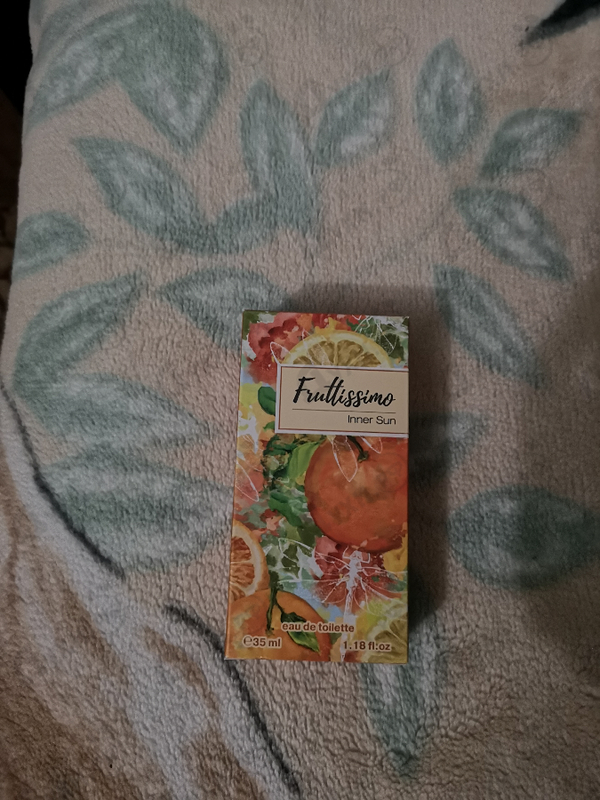 Fruttissimo
Inner Sun
eau de toilette
℮35 ml 1.18 fl.oz